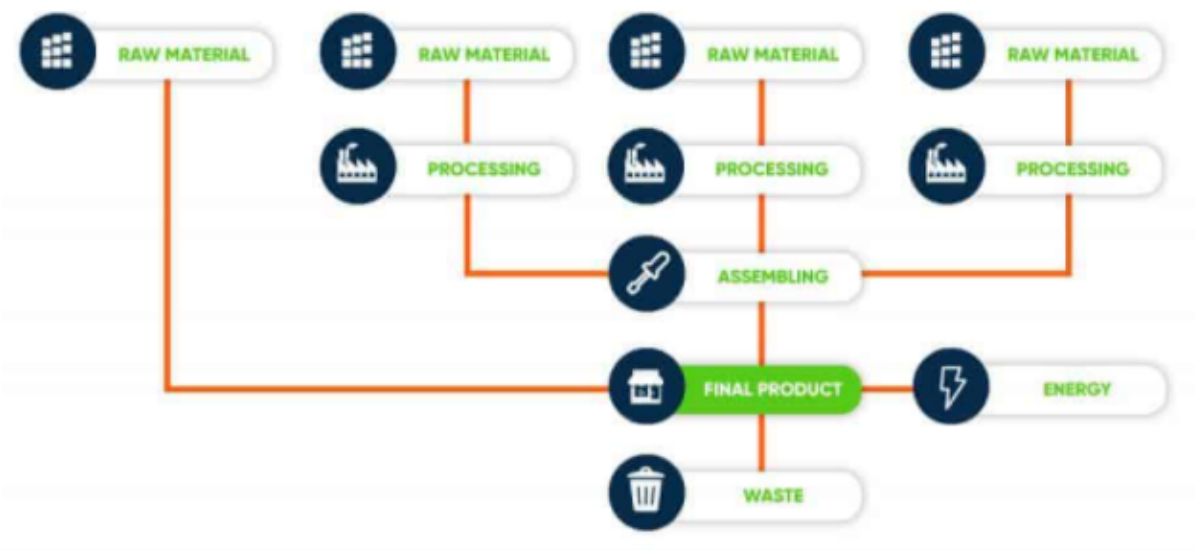 RAW MATERIAL
RAW MATERIAL
RAW MATERIAL
RAW MATERIAL
PROCESSING
PROCESSING
PROCESSING
ASSEMBLING
FINAL PRODUCT
ENERGY
WASTE